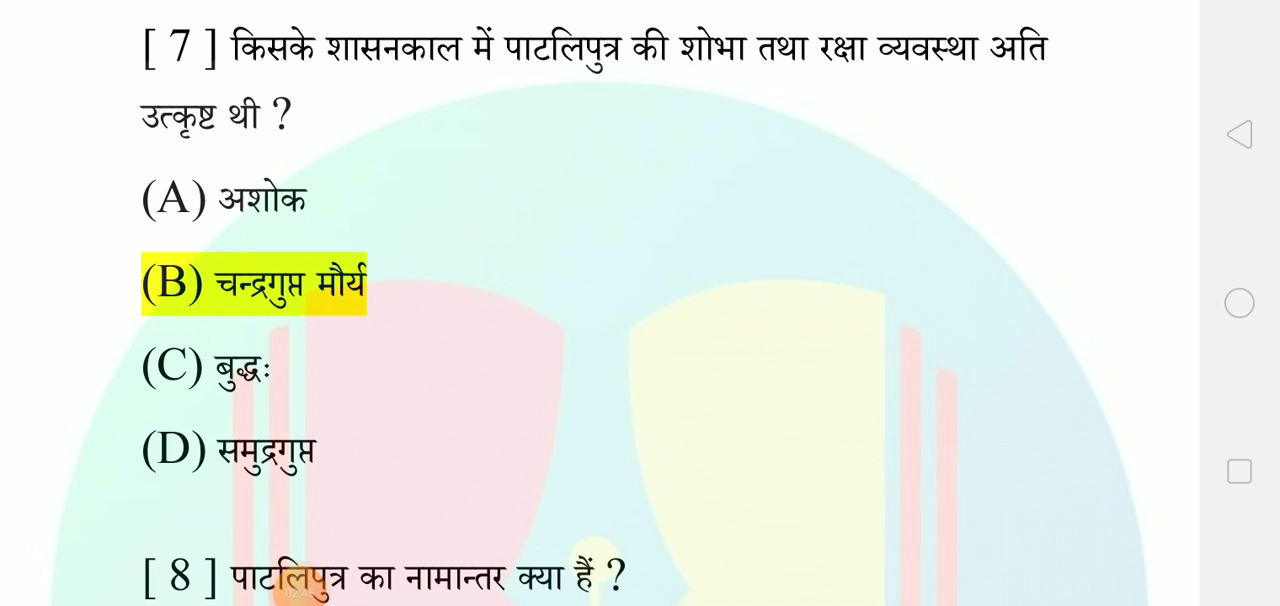 [ 7 ] किसके शासनकाल में पाटलिपुत्र की शोभा तथा रक्षा व्यवस्था अति
उत्कृष्ट थी ?
(A) अशोक
(B) चन्द्रगुप्त मौर्य
(C) बुद्धः
(D) समुद्रगुप्त
[ 8 ] पाटलिपुत्र का नामान्तर क्या हैं ?